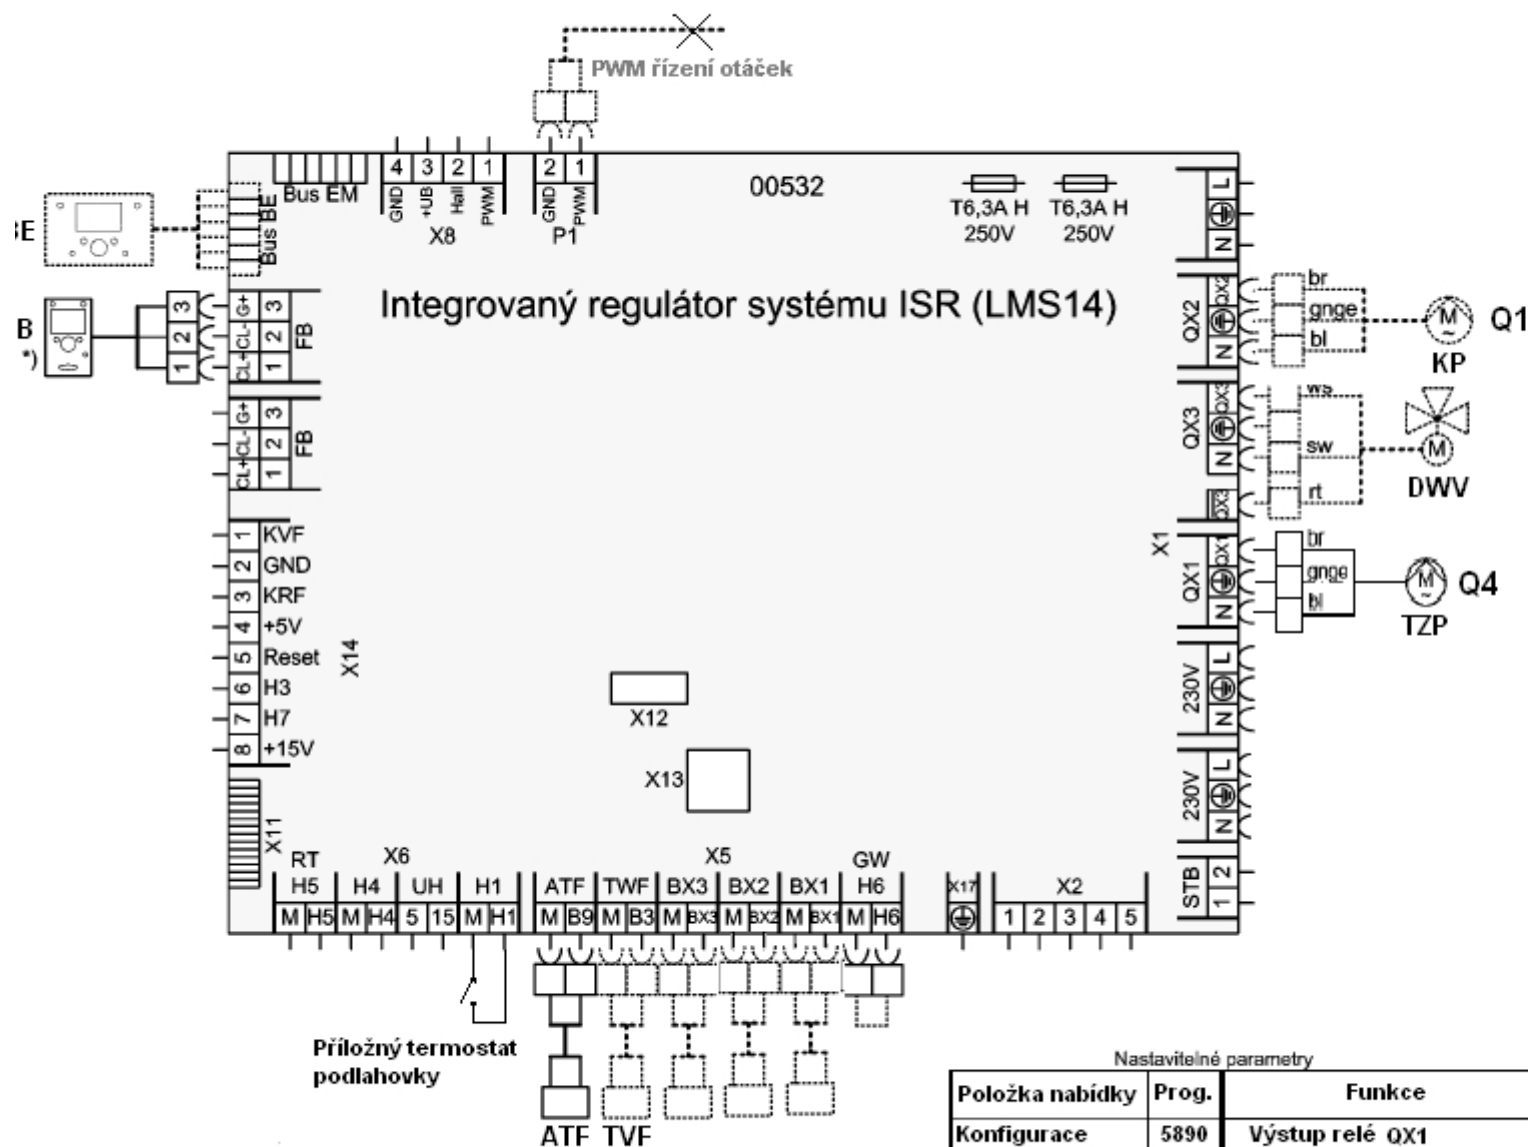 PWM řízení otáček
4 3 2 1
GND +UB Hall PWM
X8
2 1
GND PWM
P1
Bus EM
Bus BE
00532
T6,3A H
250V
T6,3A H
250V
L
N
Integrovaný regulátor systému ISR (LMS14)
B
*)
3 2 1
G+ CL- CL+
3 2 1
FB
G+ CL- CL+
3 2 1
FB
QX2
QX2
N
br
gnge
bl
M
~
Q1
KP
QX3
QX3
N
QX3
ws
sw
rt
M
DWV
X1
QX1
QX1
N
br
gnge
bl
M
~
Q4
TZP
230V
L
N
230V
L
N
STB
2
1
1 KVF
2 GND
3 KRF
4 +5V
5 Reset
6 H3
7 H7
8 +15V
X14
X12
X13
X11
RT
X6
X5
GW
H5 H4 UH H1 ATF TWF BX3 BX2 BX1 H6
M H5 M H4 5 15 M H1 M B9 M B3 M BX3 M BX2 M BX1 M H6
X17
X2
1 2 3 4 5
Příložný termostat
podlahovky
ATF TVF
Nastavitelné parametry
Položka nabídky Prog. Funkce
Konfigurace 5890 Výstup relé QX1